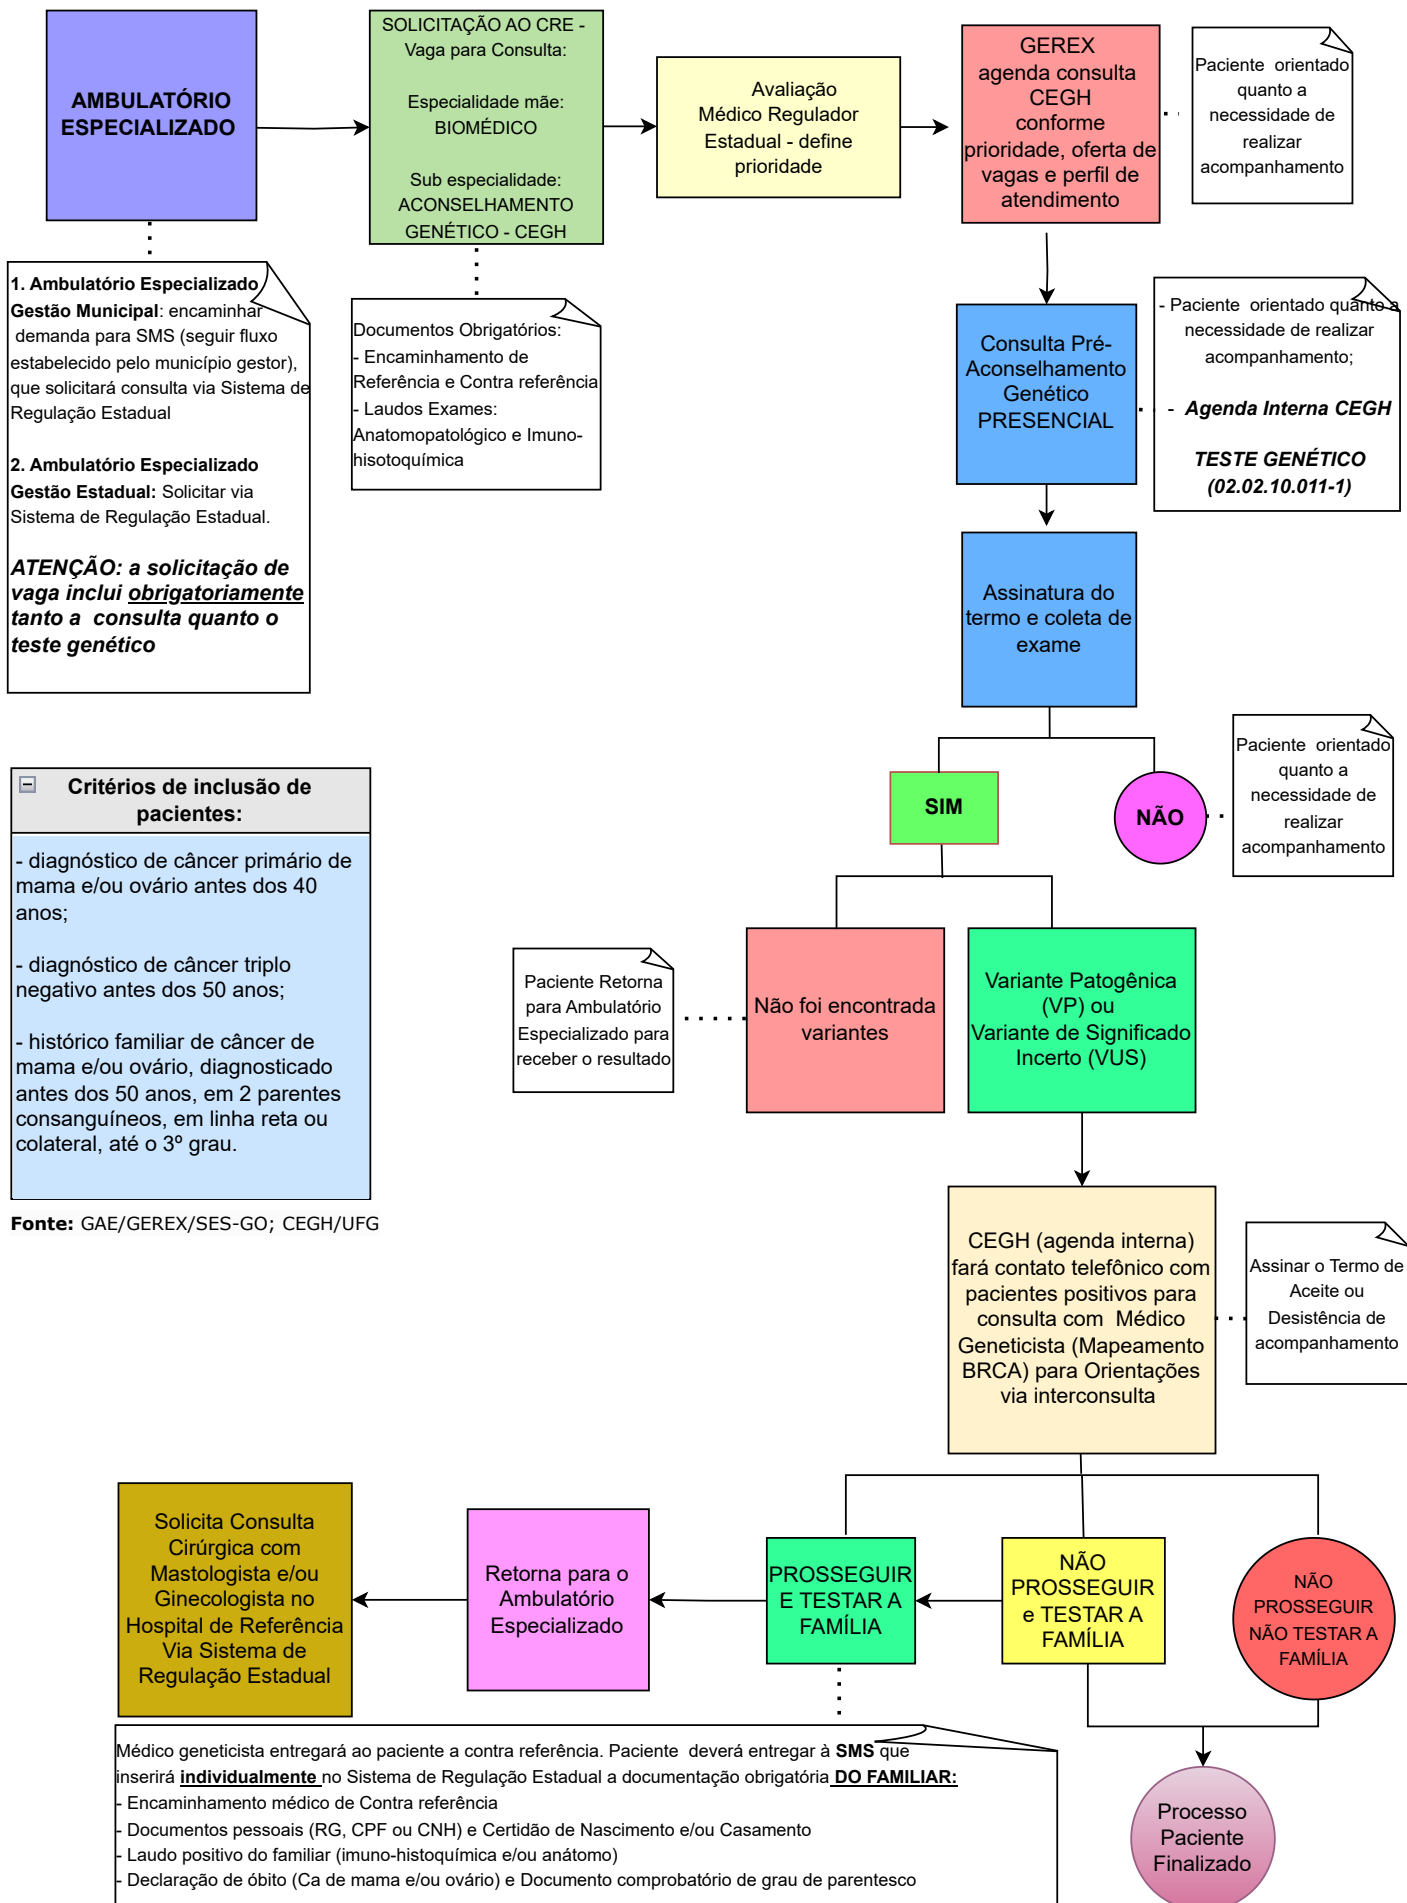 AMBULATÓRIO
ESPECIALIZADO
SOLICITAÇÃO AO CRE -
Vaga para Consulta:
Especialidade mãe:
BIOMÉDICO
Sub especialidade:
ACONSELHAMENTO
GENÉTICO - CEGH
Avaliação
Médico Regulador
Estadual - define
prioridade
GEREX
agenda consulta
CEGH
conforme
prioridade, oferta de
vagas e perfil de
atendimento
Paciente orientado
quanto a
necessidade de
realizar
acompanhamento
1. Ambulatório Especializado
Gestão Municipal: encaminhar
demanda para SMS (seguir fluxo
estabelecido pelo município gestor),
que solicitará consulta via Sistema de
Regulação Estadual
2. Ambulatório Especializado
Gestão Estadual: Solicitar via
Sistema de Regulação Estadual.
ATENÇÃO: a solicitação de
vaga inclui obrigatoriamente
tanto a consulta quanto o
teste genético
Documentos Obrigatórios:
- Encaminhamento de
Referência e Contra referência
- Laudos Exames:
Anatomopatológico e Imuno-
hisotoquímica
Consulta Pré-
Aconselhamento
Genético
PRESENCIAL
- Paciente orientado quanto a
necessidade de realizar
acompanhamento;
- Agenda Interna CEGH
TESTE GENÉTICO
(02.02.10.011-1)
Assinatura do
termo e coleta de
exame
SIM
NÃO
Paciente orientado
quanto a
necessidade de
realizar
acompanhamento
Critérios de inclusão de
pacientes:
- diagnóstico de câncer primário de
mama e/ou ovário antes dos 40
anos;
- diagnóstico de câncer triplo
negativo antes dos 50 anos;
- histórico familiar de câncer de
mama e/ou ovário, diagnosticado
antes dos 50 anos, em 2 parentes
consanguíneos, em linha reta ou
colateral, até o 3º grau.
Fonte: GAE/GEREX/SES-GO; CEGH/UFG
Paciente Retorna
para Ambulatório
Especializado para
receber o resultado
Não foi encontrada
variantes
Variante Patogênica
(VP) ou
Variante de Significado
Incerto (VUS)
CEGH (agenda interna)
fará contato telefônico com
pacientes positivos para
consulta com Médico
Geneticista (Mapeamento
BRCA) para Orientações
via interconsulta
Assinar o Termo de
Aceite ou
Desistência de
acompanhamento
Solicita Consulta
Cirúrgica com
Mastologista e/ou
Ginecologista no
Hospital de Referência
Via Sistema de
Regulação Estadual
Retorna para o
Ambulatório
Especializado
PROSSEGUIR
E TESTAR A
FAMÍLIA
NÃO
PROSSEGUIR
e TESTAR A
FAMÍLIA
NÃO
PROSSEGUIR
NÃO TESTAR A
FAMÍLIA
Médico geneticista entregará ao paciente a contra referência. Paciente deverá entregar à SMS que
inserirá individualmente no Sistema de Regulação Estadual a documentação obrigatória DO FAMILIAR:
- Encaminhamento médico de Contra referência
- Documentos pessoais (RG, CPF ou CNH) e Certidão de Nascimento e/ou Casamento
- Laudo positivo do familiar (imuno-histoquímica e/ou anátomo)
- Declaração de óbito (Ca de mama e/ou ovário) e Documento comprobatório de grau de parentesco
Processo
Paciente
Finalizado